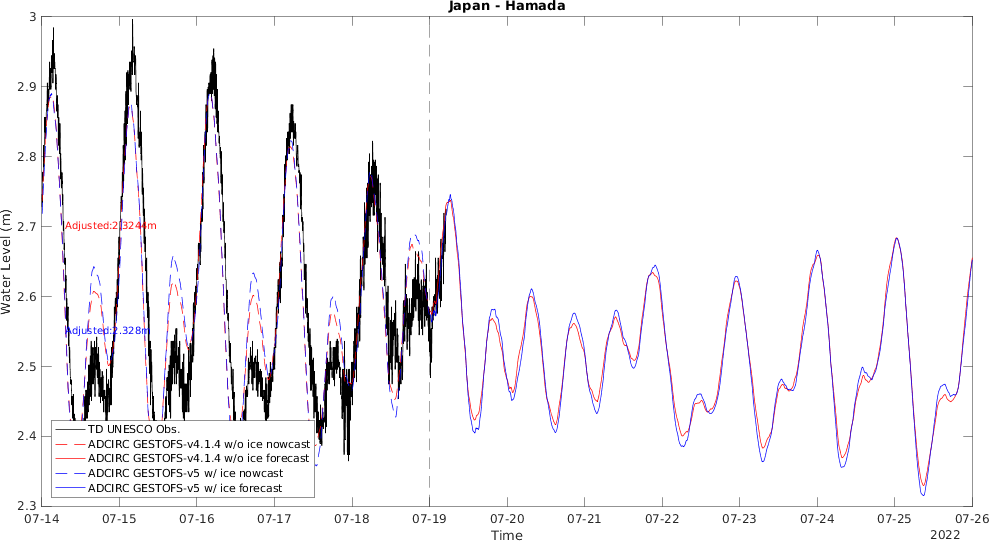 Japan - Hamada
3
2.9
2.8
2.7
2.6
2.5
2.4
2.3
Water Level (m)
Adjusted:2.3244m
Adjusted:2.328m
TD UNESCO Obs.
ADCIRC GESTOFS-v4.1.4 w/o ice nowcast
ADCIRC GESTOFS-v4.1.4 w/o ice forecast
ADCIRC GESTOFS-v5 w/ ice nowcast
ADCIRC GESTOFS-v5 w/ ice forecast
07-14 07-15 07-16 07-17 07-18 07-19 07-20 07-21 07-22 07-23 07-24 07-25 07-26
Time
2022